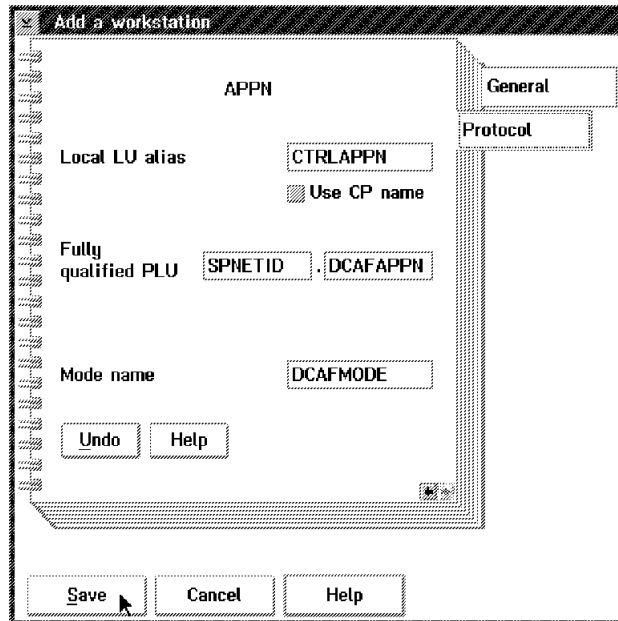 Add a workstation
APPN
General
Protocol
Local LU alias CTRLAPPN
Use CP name
Fully
qualified PLU SPNETID . DCAFAPPN
Mode name DCAFMODE
Undo Help
Save Cancel Help